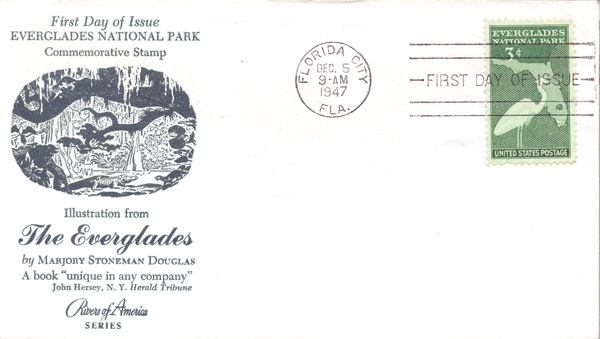 First Day of Issue
EVERGLADES NATIONAL PARK
Commemorative Stamp
Illustration from
The Everglades
by MARJORY STONEMAN DOUGLAS
A book "unique in any company"
John Hersey, N. Y. Herald Tribune
Rivers of America
SERIES
FLORIDA CITY
DEC. 5
9-AM
1947
FLA.
FIRST DAY OF ISSUE
EVERGLADES
NATIONAL PARK
3¢
UNITED STATES POSTAGE